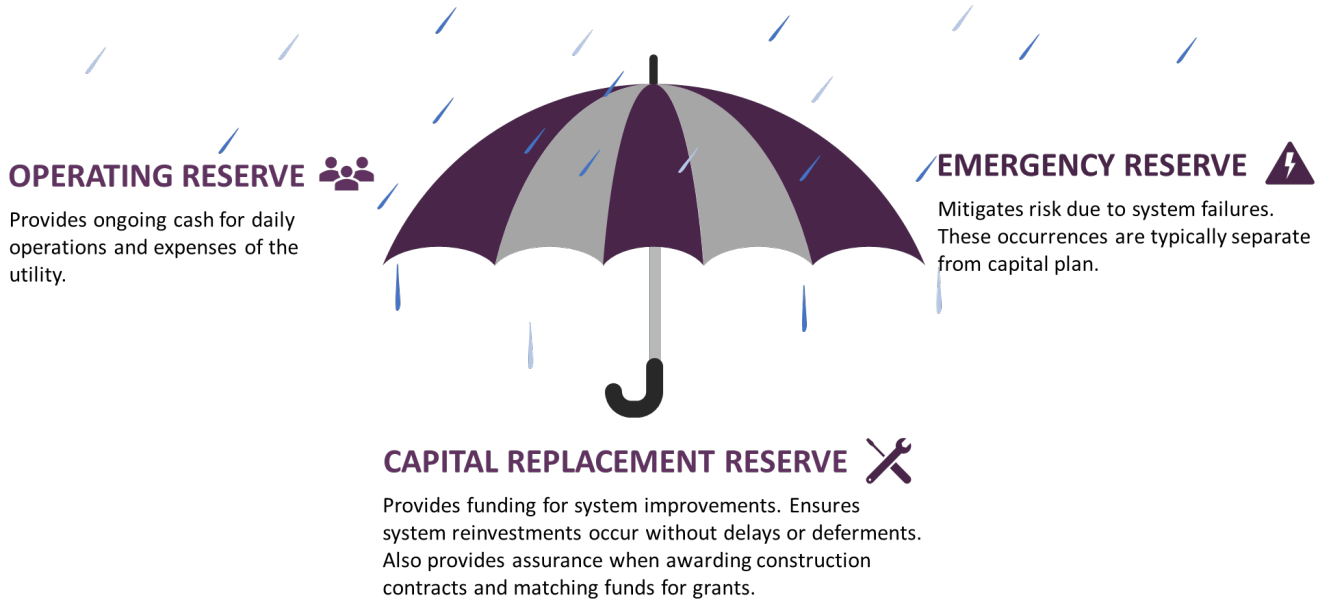 OPERATING RESERVE
Provides ongoing cash for daily
operations and expenses of the
utility.
EMERGENCY RESERVE
Mitigates risk due to system failures.
These occurrences are typically separate
from capital plan.
CAPITAL REPLACEMENT RESERVE
Provides funding for system improvements. Ensures
system reinvestments occur without delays or deferments.
Also provides assurance when awarding construction
contracts and matching funds for grants.